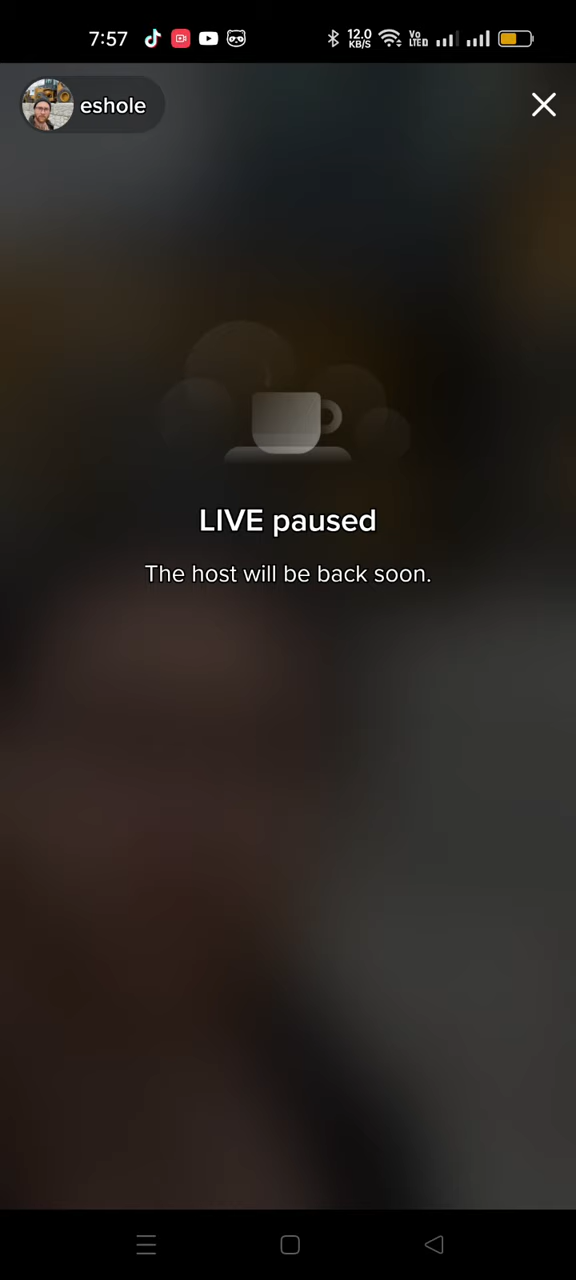 7:57
12.0
KB/S
Vo
LTE
eshole
LIVE paused
The host will be back soon.